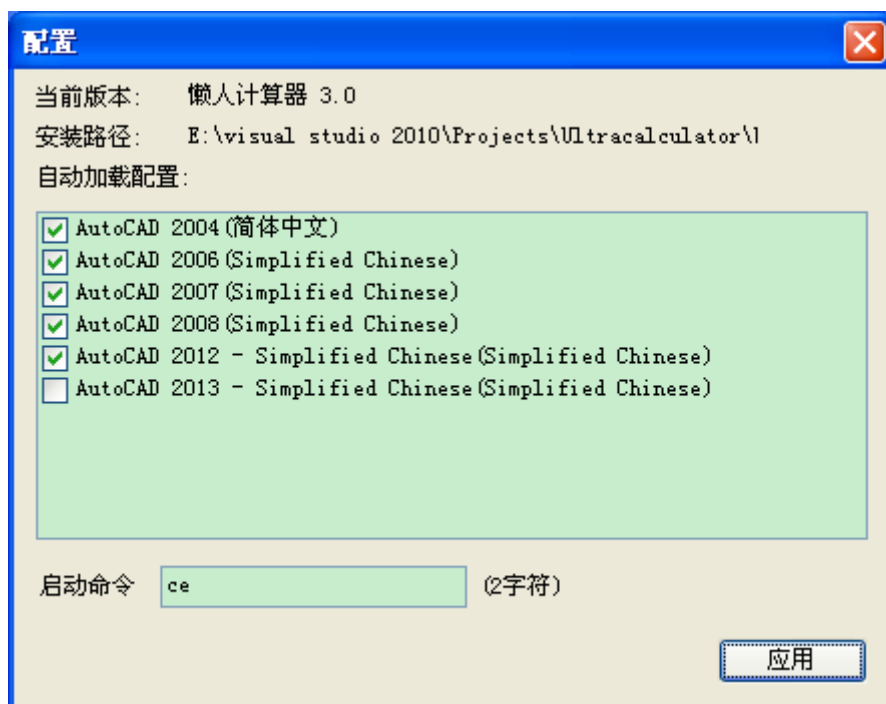 配置
当前版本: 懒人计算器 3.0
安装路径: E:\visual studio 2010\Projects\Ultracalculator\l
自动加载配置:
AutoCAD 2004(简体中文)
AutoCAD 2006(Simplified Chinese)
AutoCAD 2007(Simplified Chinese)
AutoCAD 2008(Simplified Chinese)
AutoCAD 2012 - Simplified Chinese(Simplified Chinese)
AutoCAD 2013 - Simplified Chinese(Simplified Chinese)
启动命令 ce (2字符)
应用